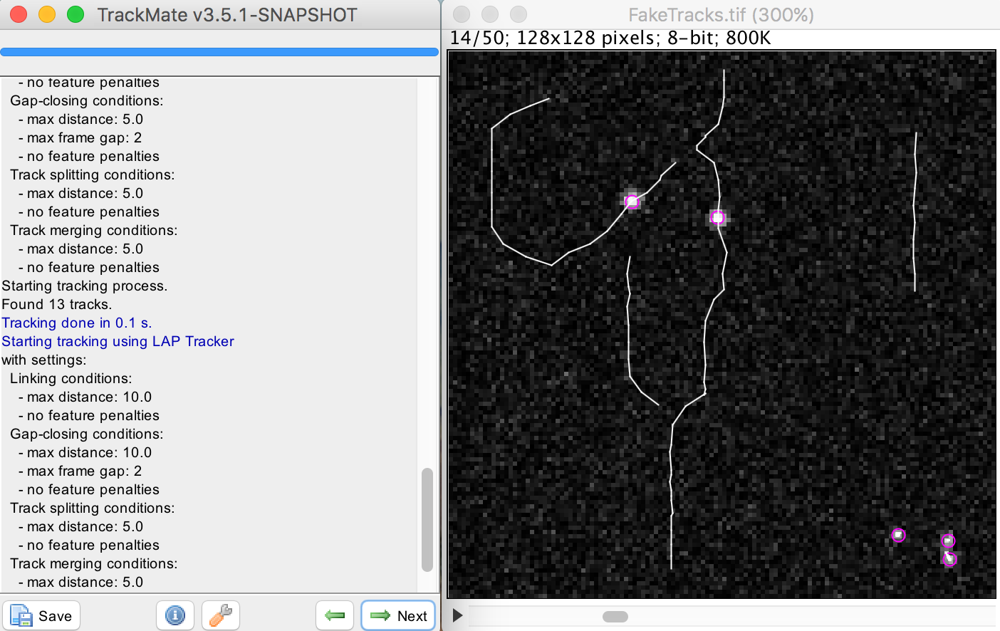 TrackMate v3.5.1-SNAPSHOT
- no feature penalties
Gap-closing conditions:
- max distance: 5.0
- max frame gap: 2
- no feature penalties
Track splitting conditions:
- max distance: 5.0
- no feature penalties
Track merging conditions:
- max distance: 5.0
- no feature penalties
Starting tracking process.
Found 13 tracks.
Tracking done in 0.1 s.
Starting tracking using LAP Tracker
with settings:
Linking conditions:
- max distance: 10.0
- no feature penalties
Gap-closing conditions:
- max distance: 10.0
- max frame gap: 2
- no feature penalties
Track splitting conditions:
- max distance: 5.0
- no feature penalties
Track merging conditions:
- max distance: 5.0
Save
Next
FakeTracks.tif (300%)
14/50; 128x128 pixels; 8-bit; 800K